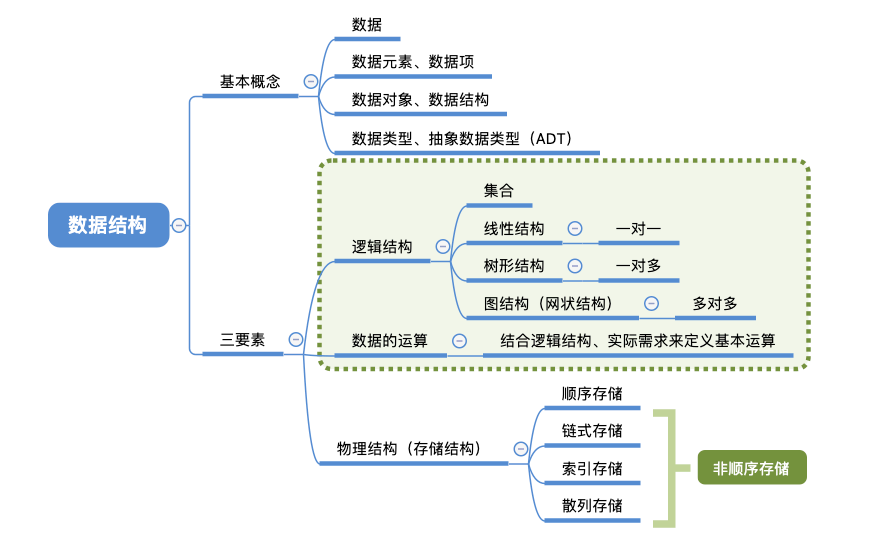 数据结构
基本概念
数据
数据元素、数据项
数据对象、数据结构
数据类型、抽象数据类型（ADT）
三要素
逻辑结构
集合
线性结构
一对一
树形结构
一对多
图结构（网状结构）
多对多
数据的运算
结合逻辑结构、实际需求来定义基本运算
物理结构（存储结构）
顺序存储
链式存储
索引存储
散列存储
非顺序存储